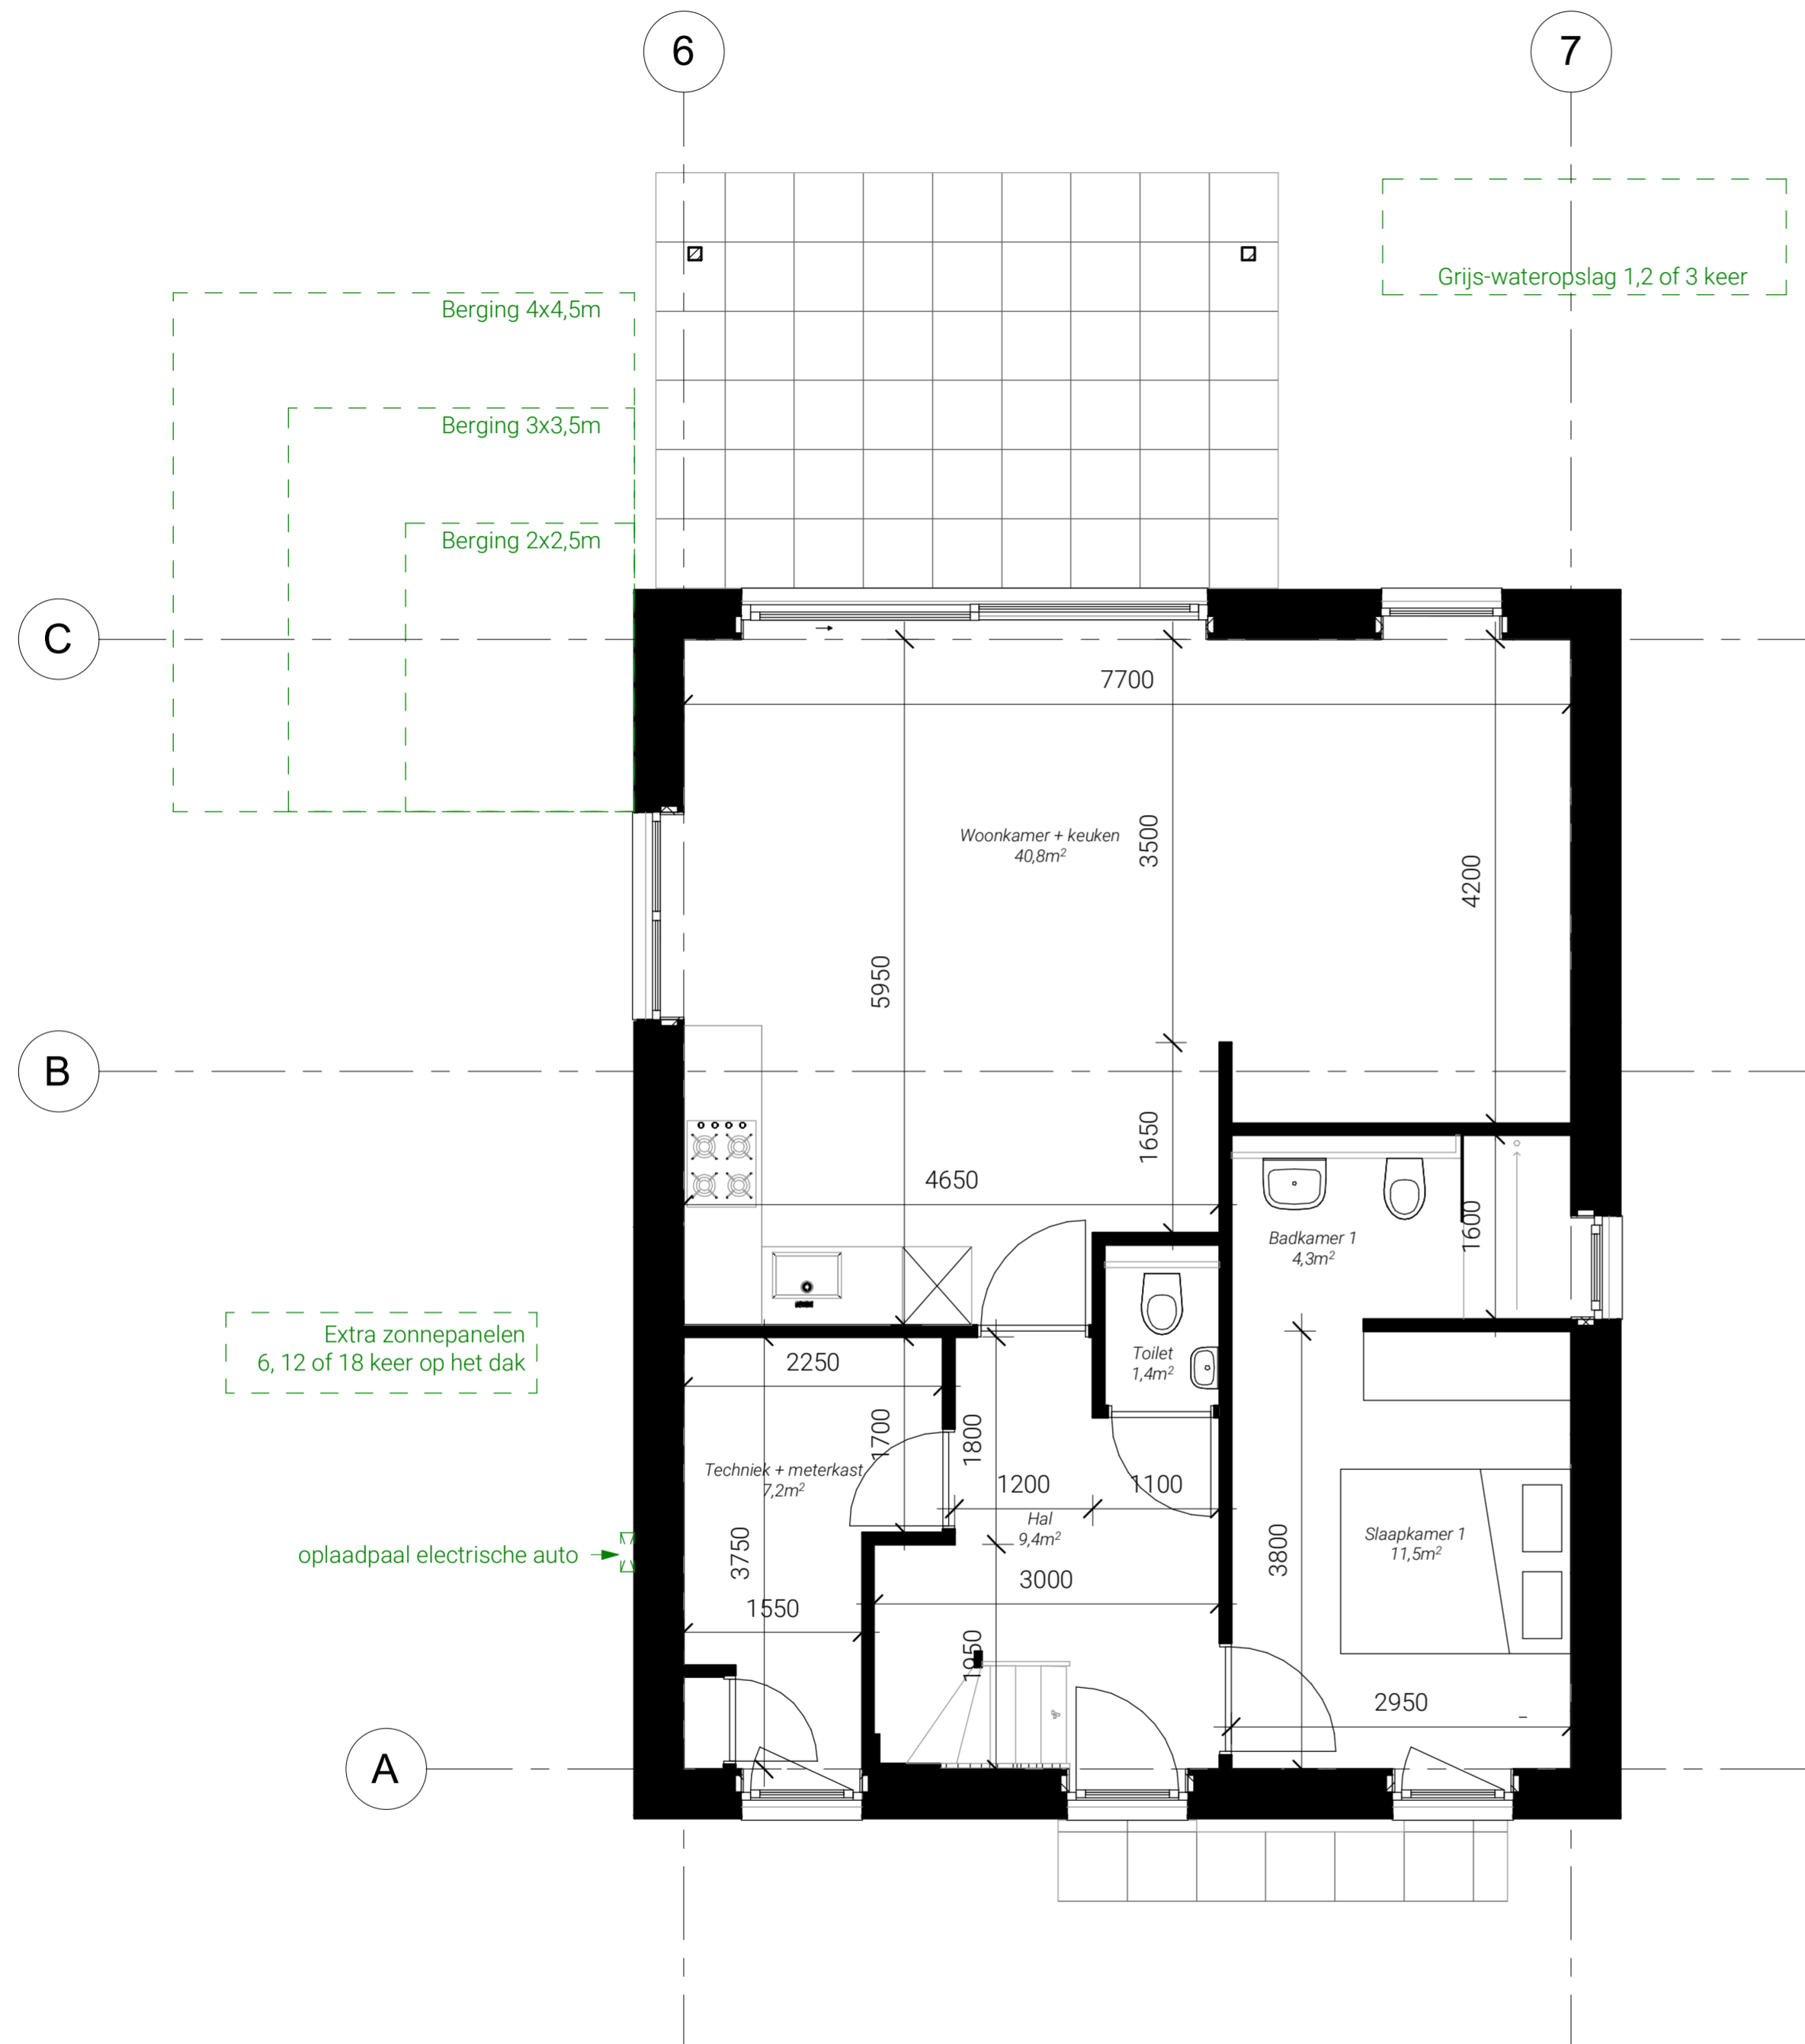 6
7
Grijs-wateropslag 1,2 of 3 keer
Berging 4x4,5m
Berging 3x3,5m
Berging 2x2,5m
C
7700
3500
Woonkamer + keuken
40,8m²
4200
5950
B
1650
4650
1600
Badkamer 1
4,3m²
Extra zonnepanelen
6, 12 of 18 keer op het dak
2250
Toilet
1,4m²
1700
1800
Techniek + meterkast
7,2m²
1200
1100
Hal
9,4m²
Slaapkamer 1
11,5m²
oplaadpaal electrische auto
3750
3800
3000
1550
1950
2950
A